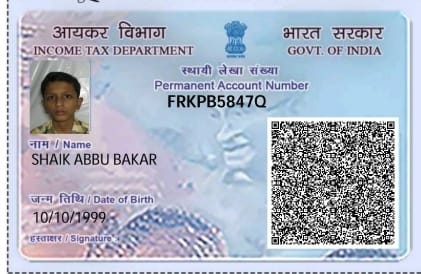 आयकर विभाग
INCOME TAX DEPARTMENT
भारत सरकार
GOVT. OF INDIA
स्थायी लेखा संख्या
Permanent Account Number
FRKPB5847Q
नाम / Name
SHAIK ABBU BAKAR
जन्म तिथि / Date of Birth
10/10/1999
हस्ताक्षर / Signature